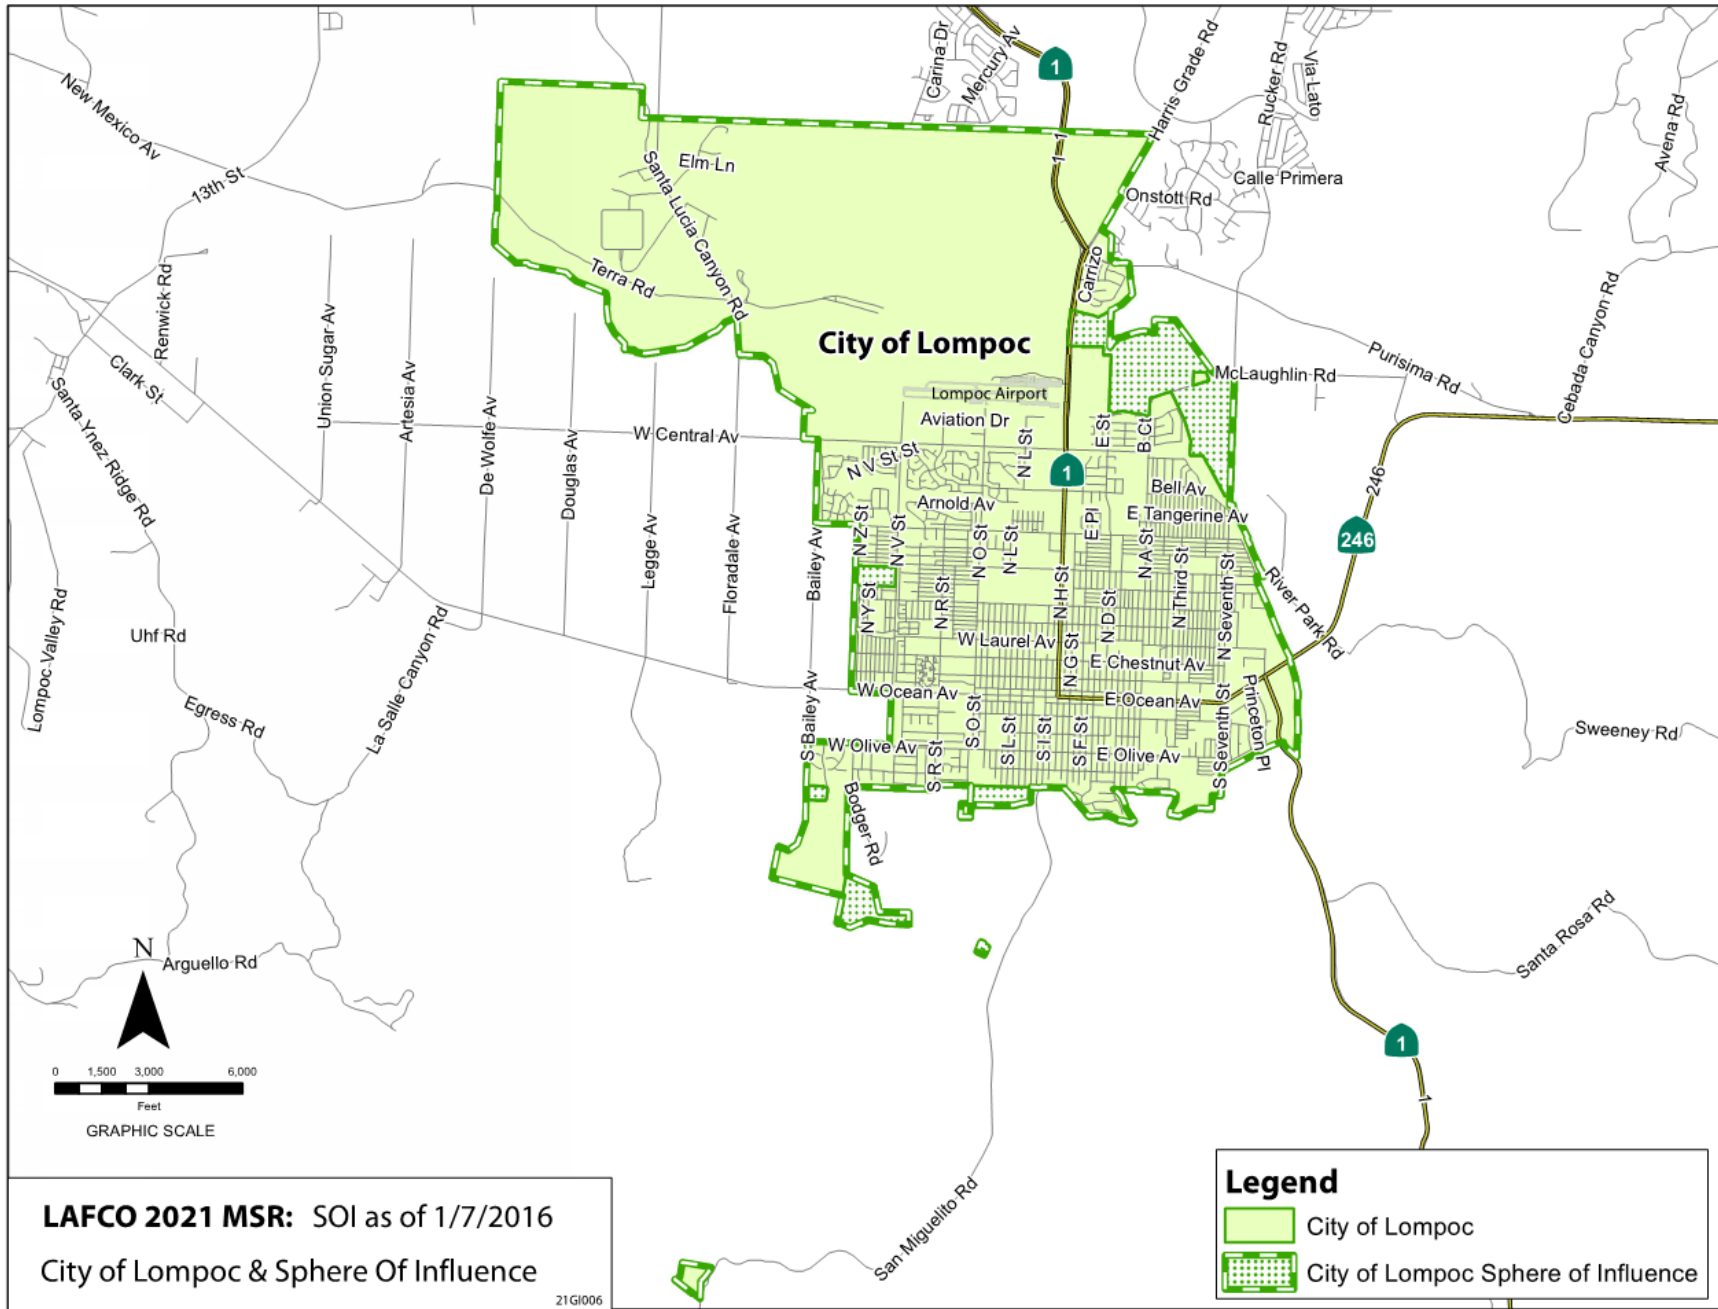 Carina Dr
Mercury Av
1
Harris Grade Rd
Rucker Rd
Via Lato
Avena Rd
New Mexico Av
13th St
Elm Ln
Santa Lucia Canyon Rd
1
1
Calle Primera
Onstott Rd
Carrizo
Terra Rd
Renwick Rd
Union Sugar Av
Artesia Av
De Wolfe Av
Douglas Av
Clark St
City of Lompoc
Purisima Rd
McLaughlin Rd
Cebada Canyon Rd
Lompoc Airport
Aviation Dr
W Central Av
N V St St
N L St
E St
B Ct
1
246
246
Santa Ynez Ridge Rd
Arnold Av
Bell Av
E Tangerine Av
N Z St
N V St
N O St
N L St
E Pl
N A St
Legge Av
Floradale Av
Bailey Av
N Y St
N R St
N H St
N D St
N Third St
N Seventh St
River Park Rd
Lompoc Valley Rd
Uhf Rd
La Salle Canyon Rd
W Laurel Av
N G St
E Chestnut Av
W Ocean Av
E Ocean Av
Egress Rd
S Bailey Av
W Olive Av
S R St
S O St
S L St
S I St
S F St
E Olive Av
S Seventh St
Princeton Pl
Sweeney Rd
Bodger Rd
Santa Rosa Rd
Arguello Rd
N
0 1,500 3,000 6,000
Feet
GRAPHIC SCALE
1
1
San Miguelito Rd
LAFCO 2021 MSR: SOI as of 1/7/2016
City of Lompoc & Sphere Of Influence
21GI006
Legend
City of Lompoc
City of Lompoc Sphere of Influence